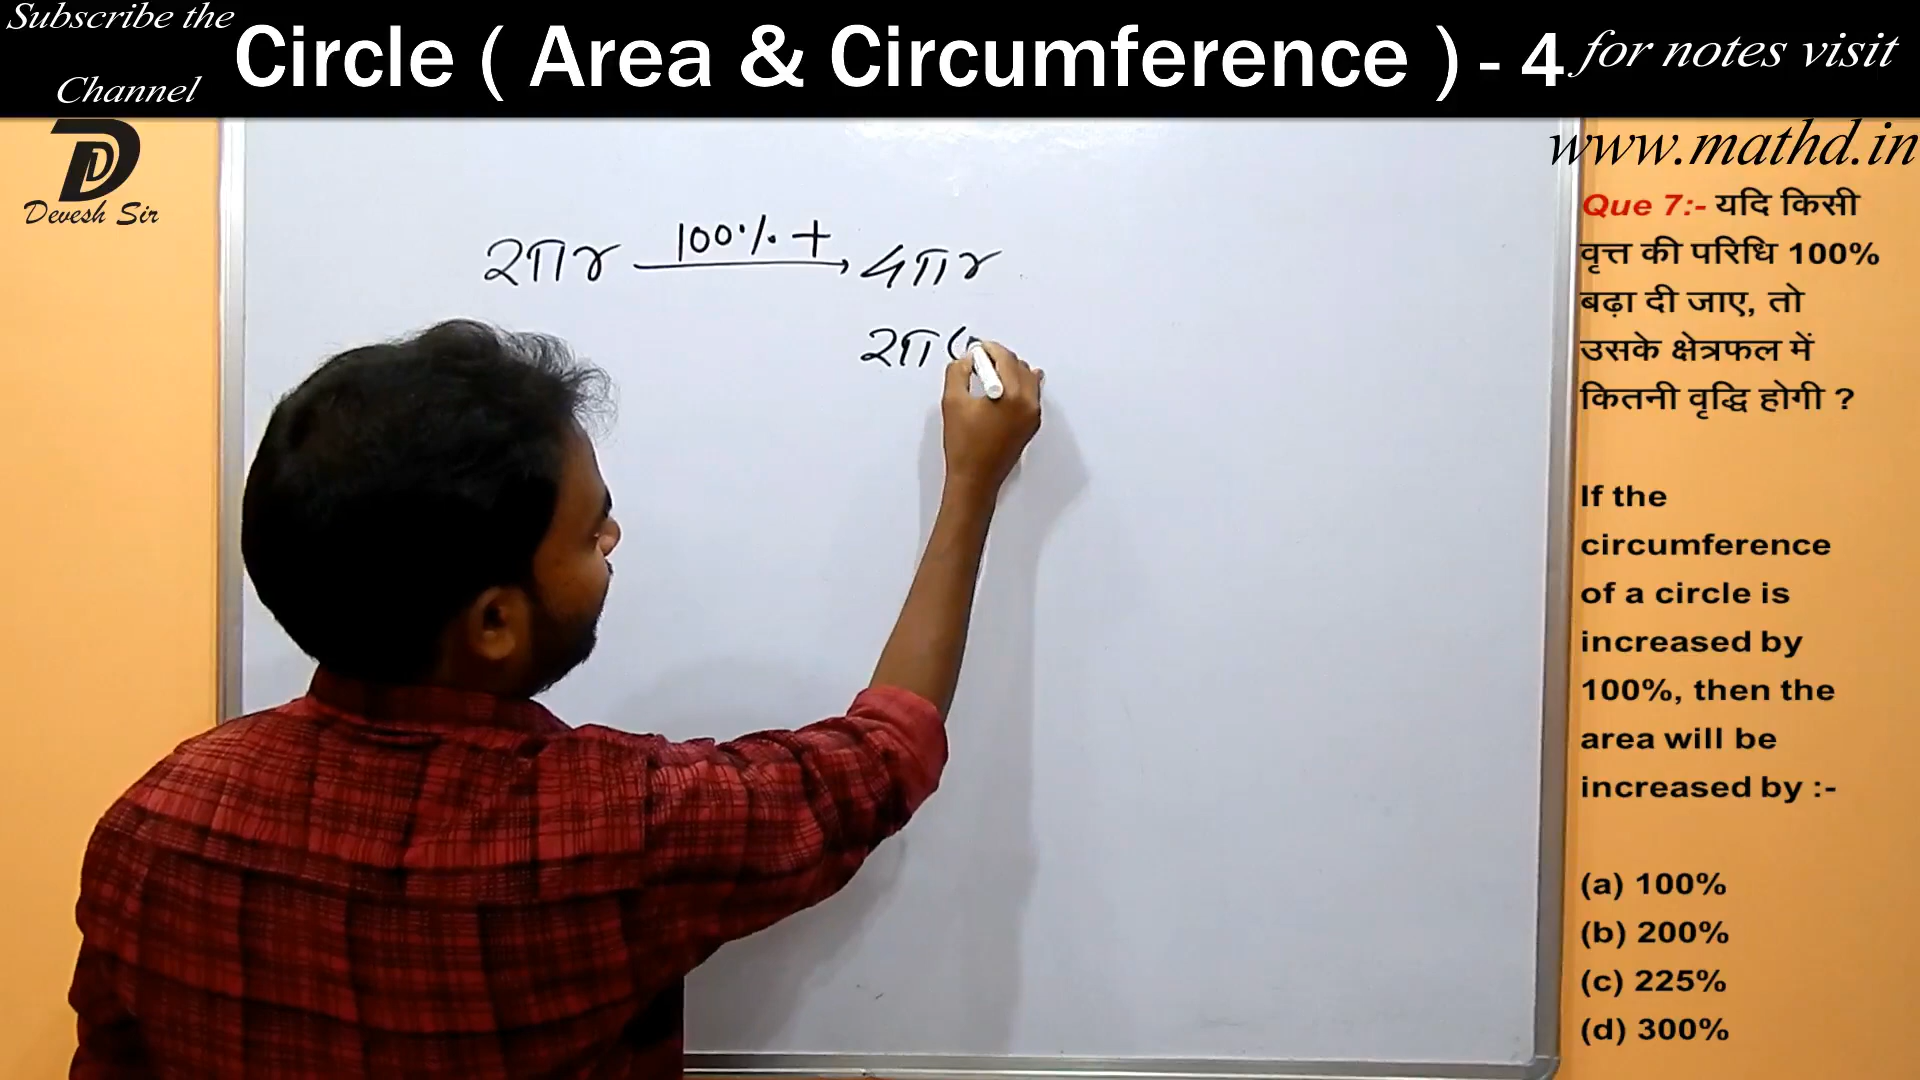 Subscribe the
Channel
Circle ( Area & Circumference ) - 4
for notes visit
www.mathd.in
D
Devesh Sir
2πr 100% + 4πr
2π(
Que 7:- यदि किसी
वृत्त की परिधि 100%
बढ़ा दी जाए, तो
उसके क्षेत्रफल में
कितनी वृद्धि होगी ?
If the
circumference
of a circle is
increased by
100%, then the
area will be
increased by :-
(a) 100%
(b) 200%
(c) 225%
(d) 300%